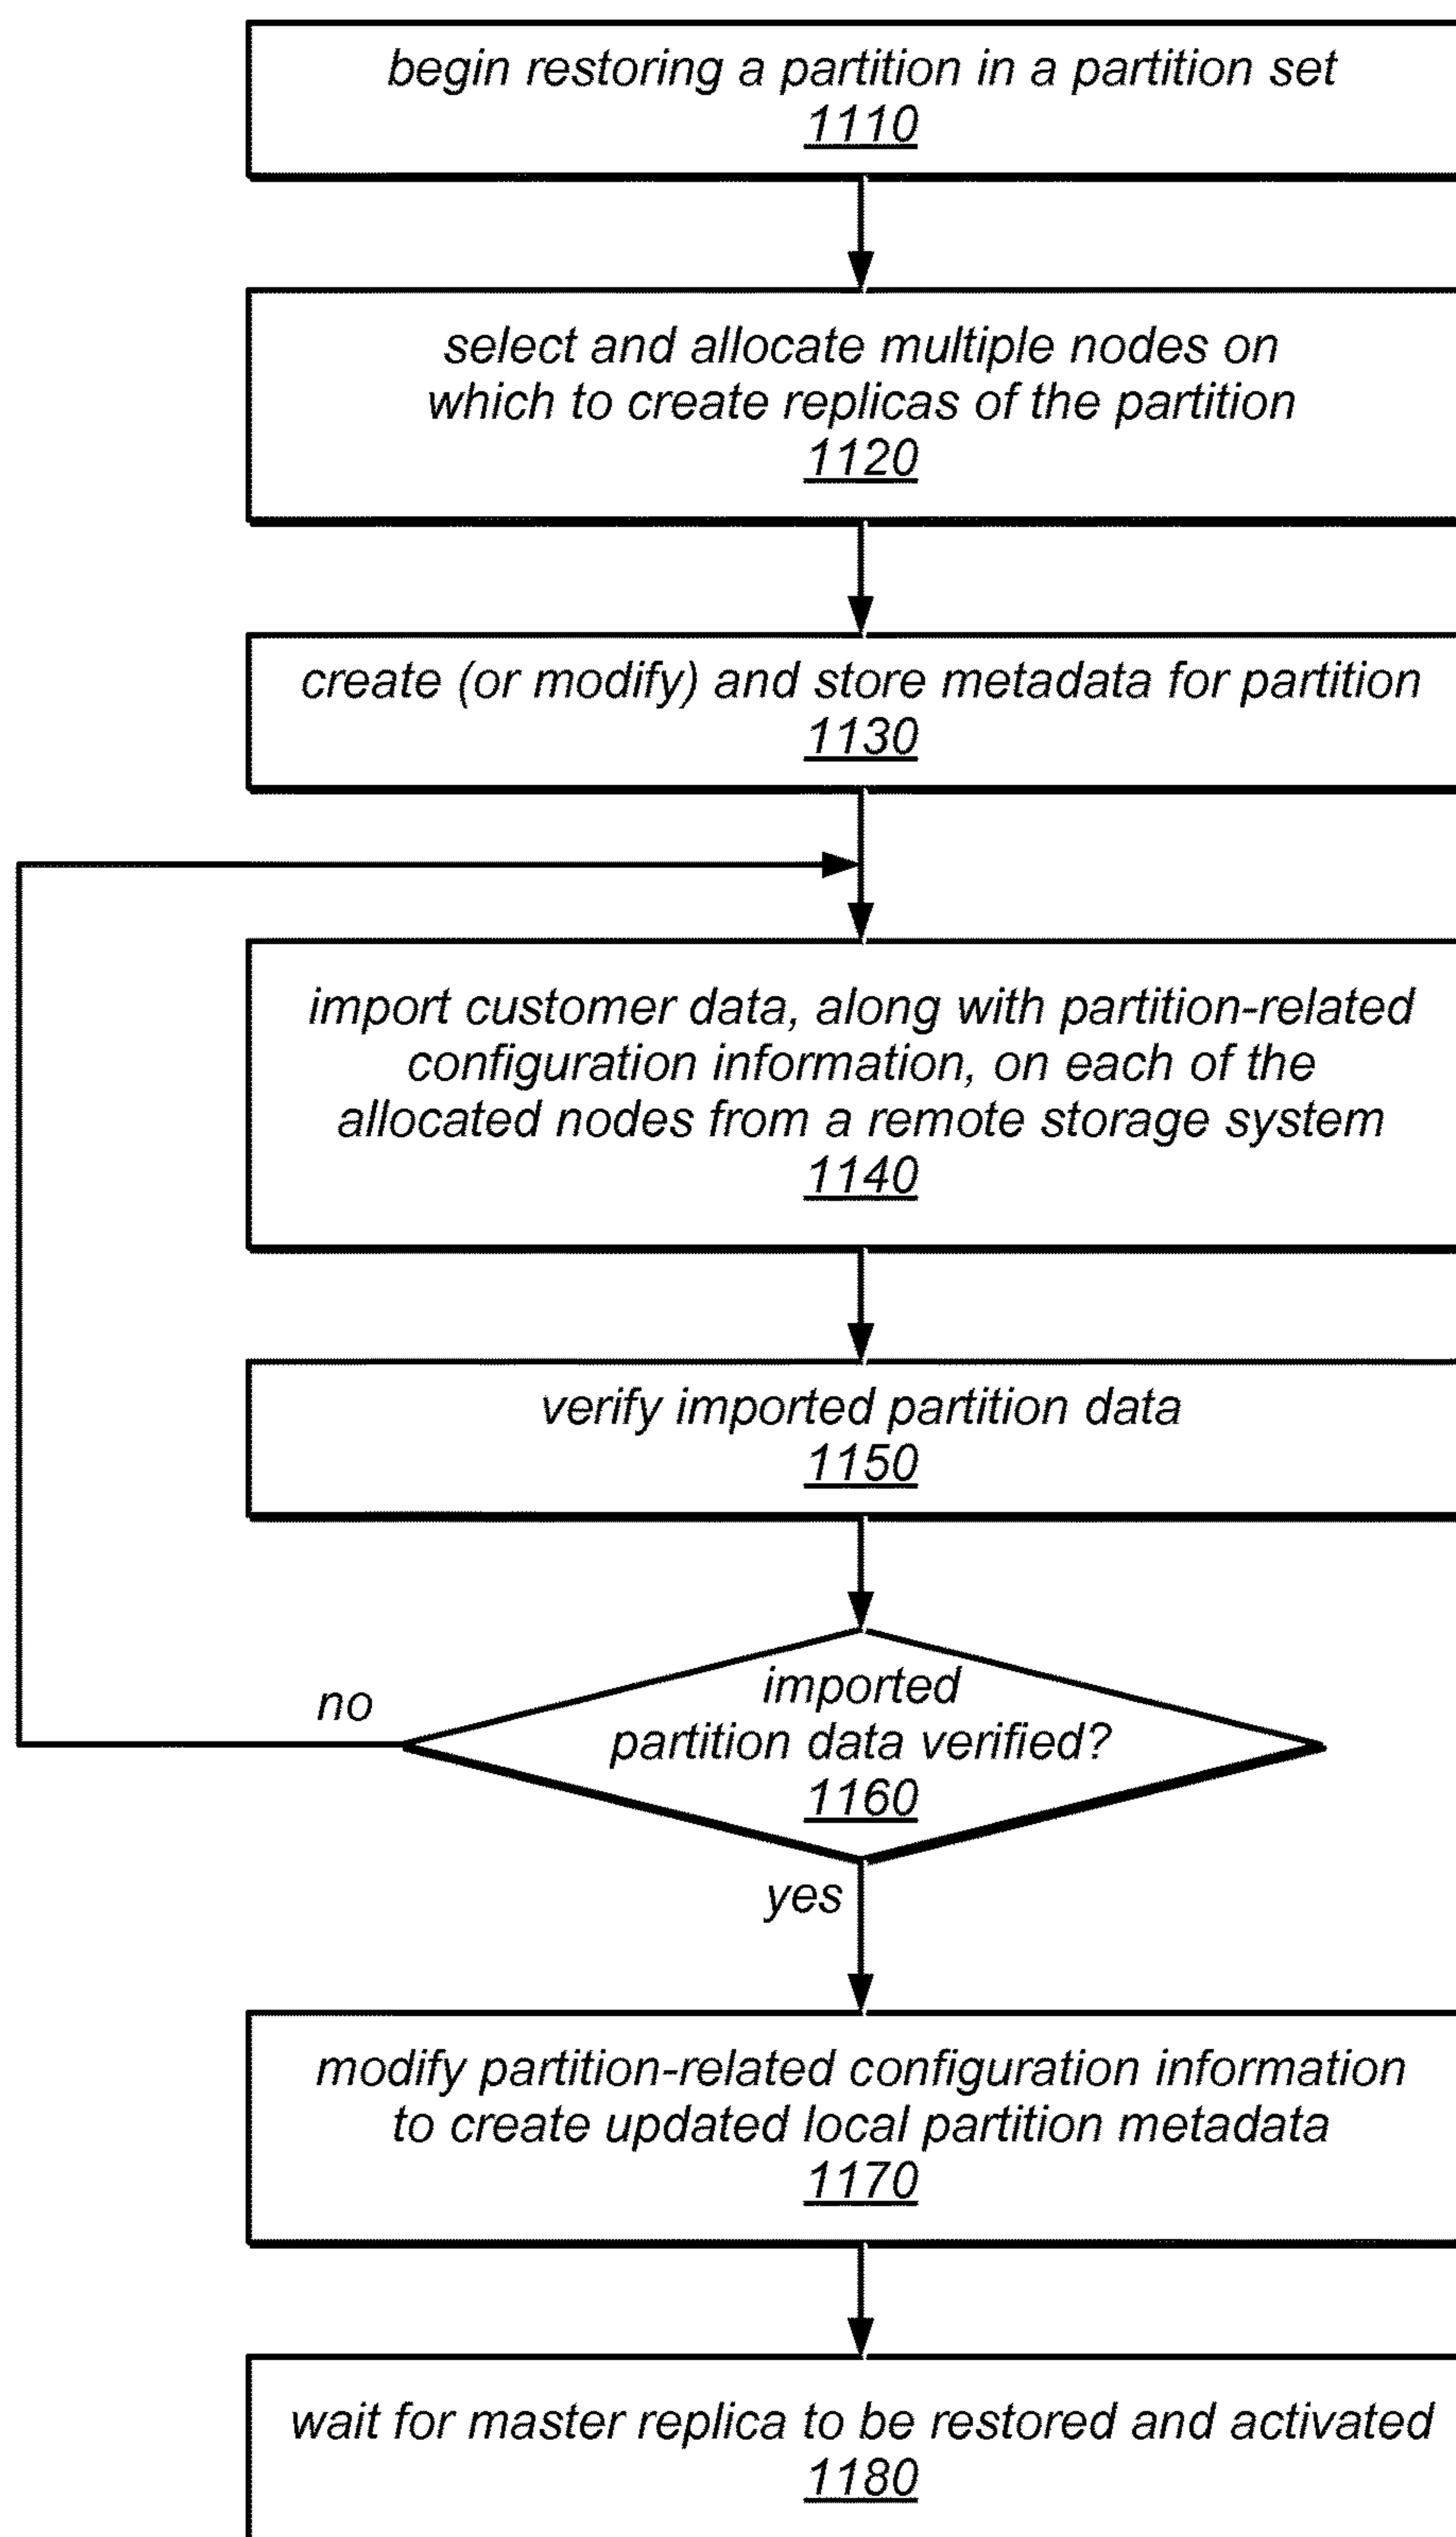 begin restoring a partition in a partition set
1110
select and allocate multiple nodes on
which to create replicas of the partition
1120
create (or modify) and store metadata for partition
1130
import customer data, along with partition-related
configuration information, on each of the
allocated nodes from a remote storage system
1140
verify imported partition data
1150
imported
partition data verified?
1160
no
yes
modify partition-related configuration information
to create updated local partition metadata
1170
wait for master replica to be restored and activated
1180